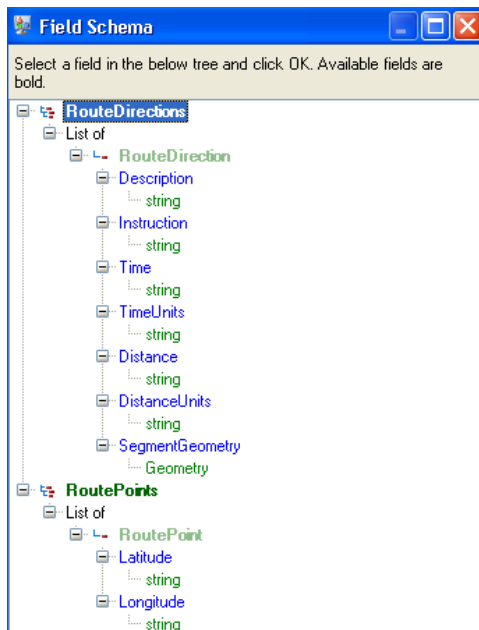 Field Schema
Select a field in the below tree and click OK. Available fields are
bold.
RouteDirections
List of
RouteDirection
Description
string
Instruction
string
Time
string
TimeUnits
string
Distance
string
DistanceUnits
string
SegmentGeometry
Geometry
RoutePoints
List of
RoutePoint
Latitude
string
Longitude
string